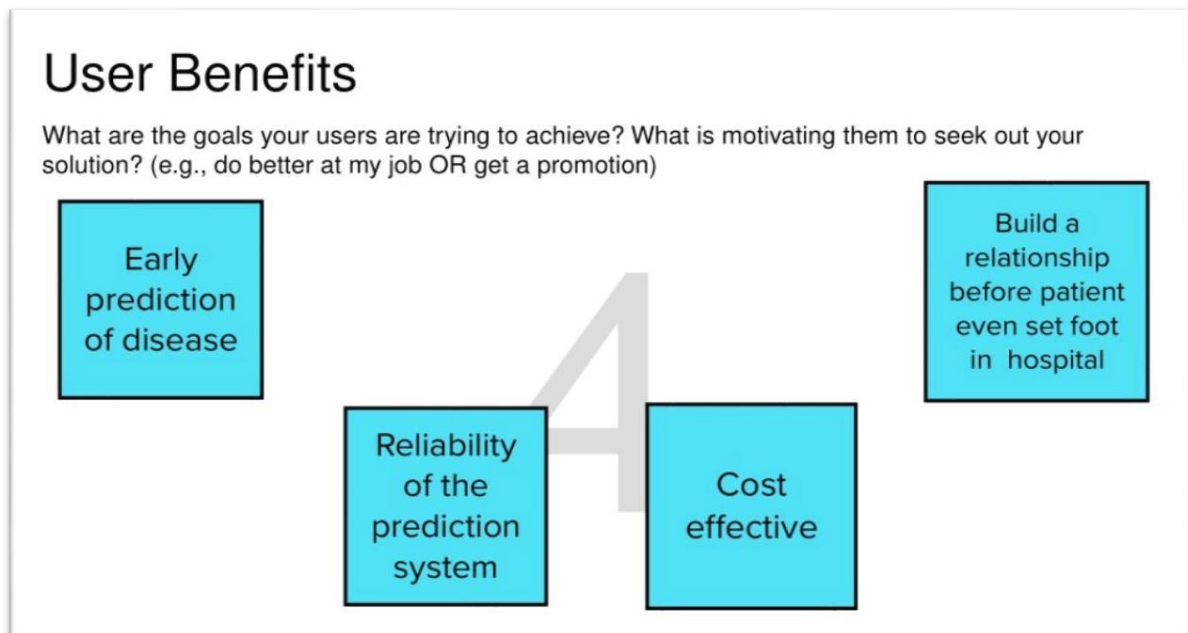 User Benefits
What are the goals your users are trying to achieve? What is motivating them to seek out your
solution? (e.g., do better at my job OR get a promotion)
Early
prediction
of disease
Build a
relationship
before patient
even set foot
in hospital
4
Reliability
of the
prediction
system
Cost
effective